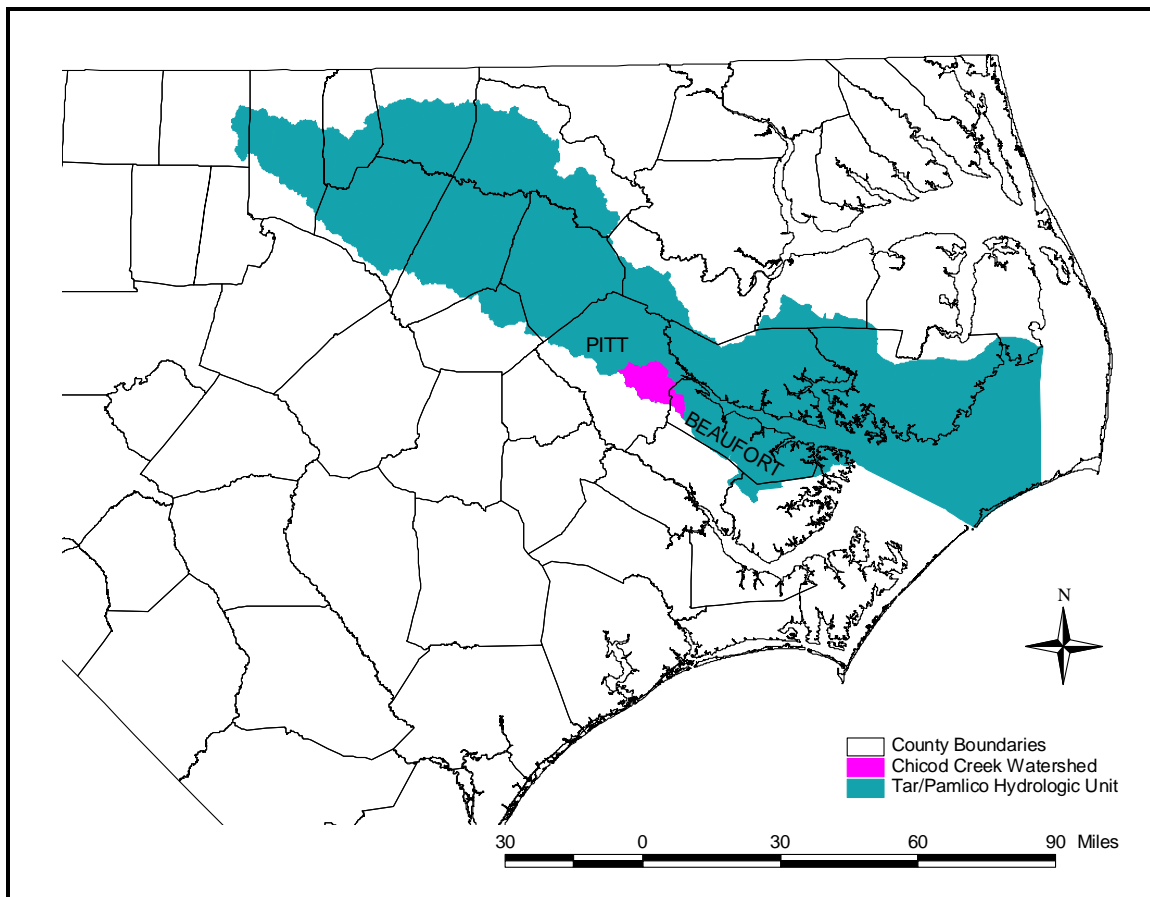 PITT
BEAUFORT
N
County Boundaries
Chicod Creek Watershed
Tar/Pamlico Hydrologic Unit
30 0 30 60 90 Miles